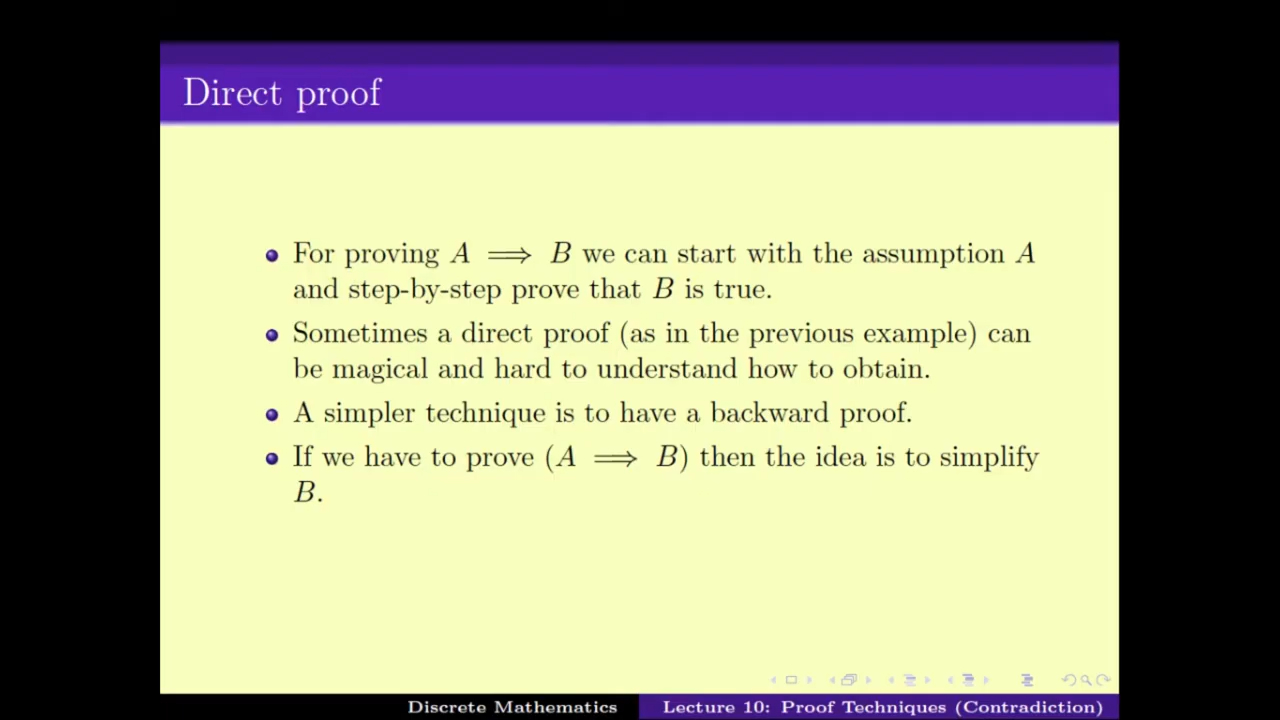 Direct proof
For proving A ⟹ B we can start with the assumption A
and step-by-step prove that B is true.
Sometimes a direct proof (as in the previous example) can
be magical and hard to understand how to obtain.
A simpler technique is to have a backward proof.
If we have to prove (A ⟹ B) then the idea is to simplify
B.
Discrete Mathematics
Lecture 10: Proof Techniques (Contradiction)